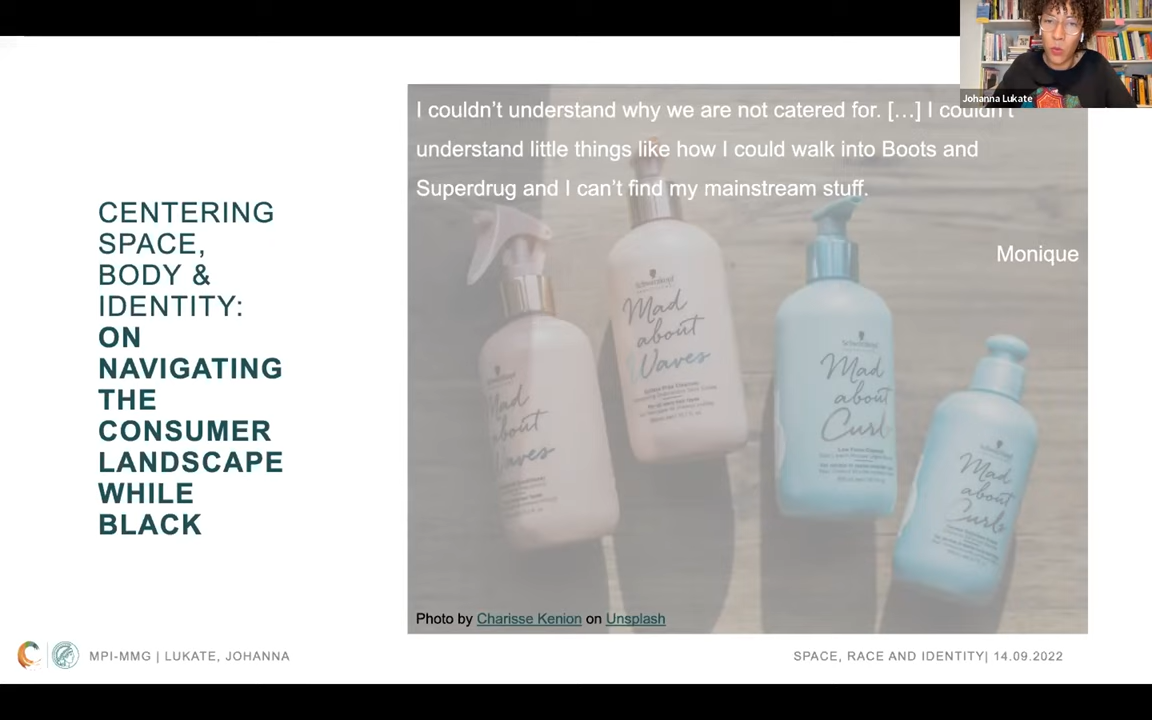 Johanna Lukate
I couldn't understand why we are not catered for. […] I couldn't
understand little things like how I could walk into Boots and
Superdrug and I can't find my mainstream stuff.
Monique
CENTERING
SPACE,
BODY &
IDENTITY:
ON
NAVIGATING
THE
CONSUMER
LANDSCAPE
WHILE
BLACK
Schwarzkopf
Mad
about
Waves
Schwarzkopf
Mad
about
Curls
Mad
about
Waves
Mad
about
Curls
Photo by Charisse Kenion on Unsplash
MPI-MMG | LUKATE, JOHANNA
SPACE, RACE AND IDENTITY| 14.09.2022